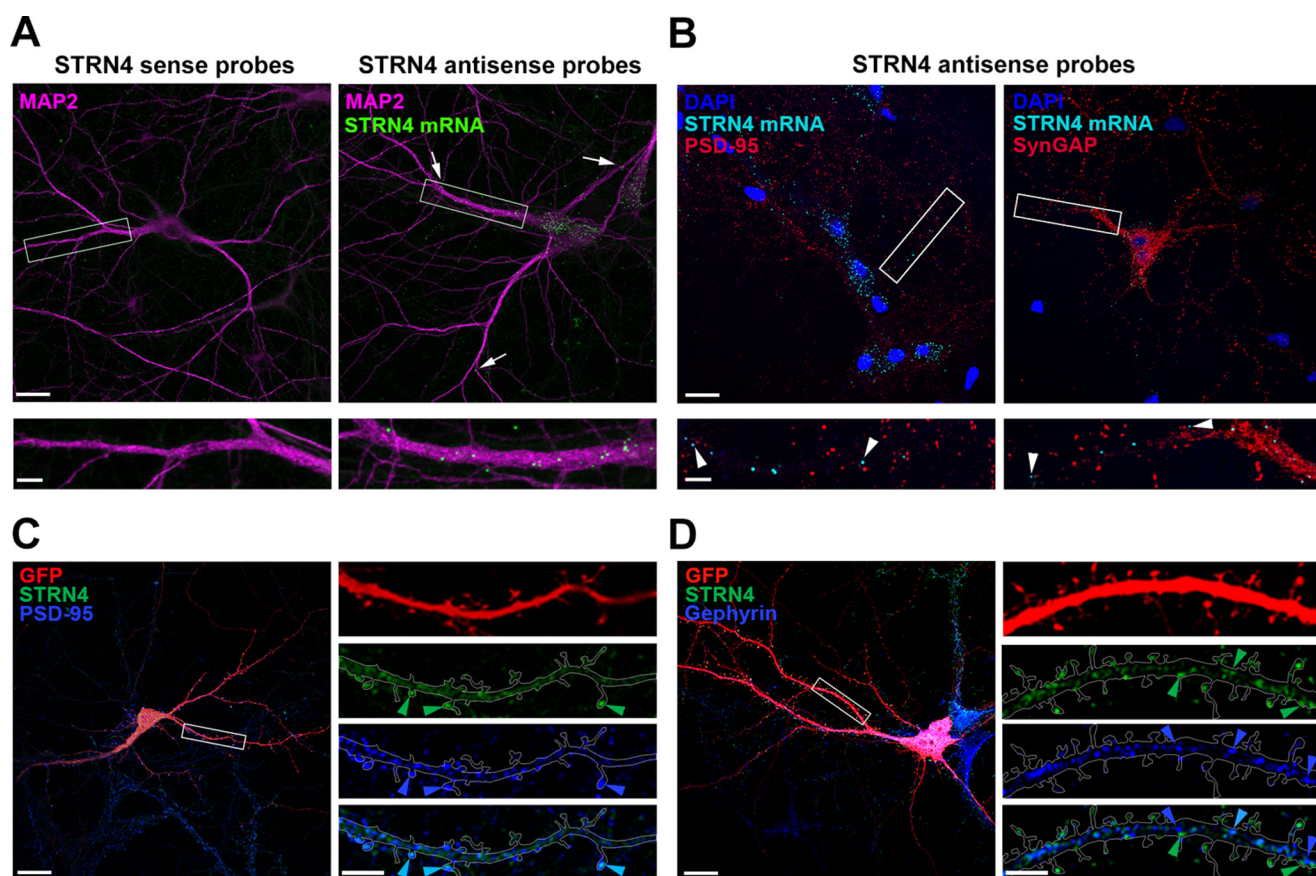 A
STRN4 sense probes
STRN4 antisense probes
MAP2
MAP2
STRN4 mRNA
B
STRN4 antisense probes
DAPI
STRN4 mRNA
PSD-95
DAPI
STRN4 mRNA
SynGAP
C
GFP
STRN4
PSD-95
D
GFP
STRN4
Gephyrin